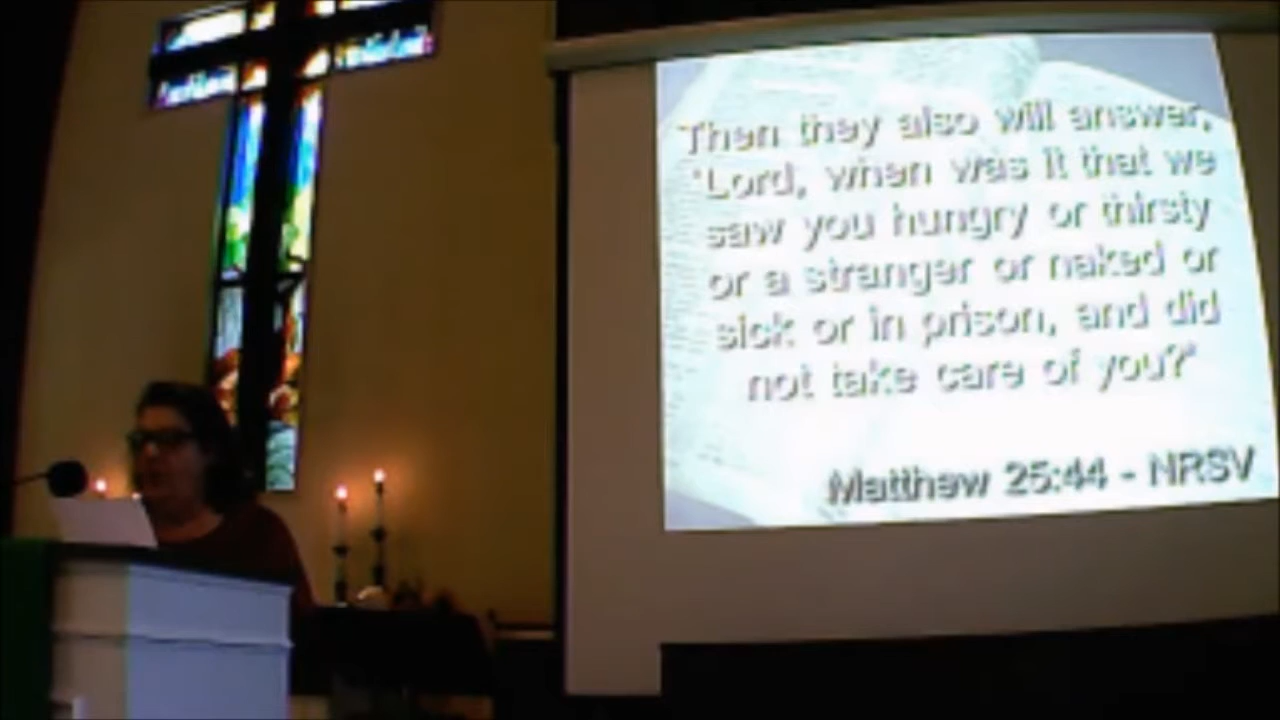 Then they also will answer,
'Lord, when was it that we
saw you hungry or thirsty
or a stranger or naked or
sick or in prison, and did
not take care of you?'
Matthew 25:44 - NRSV